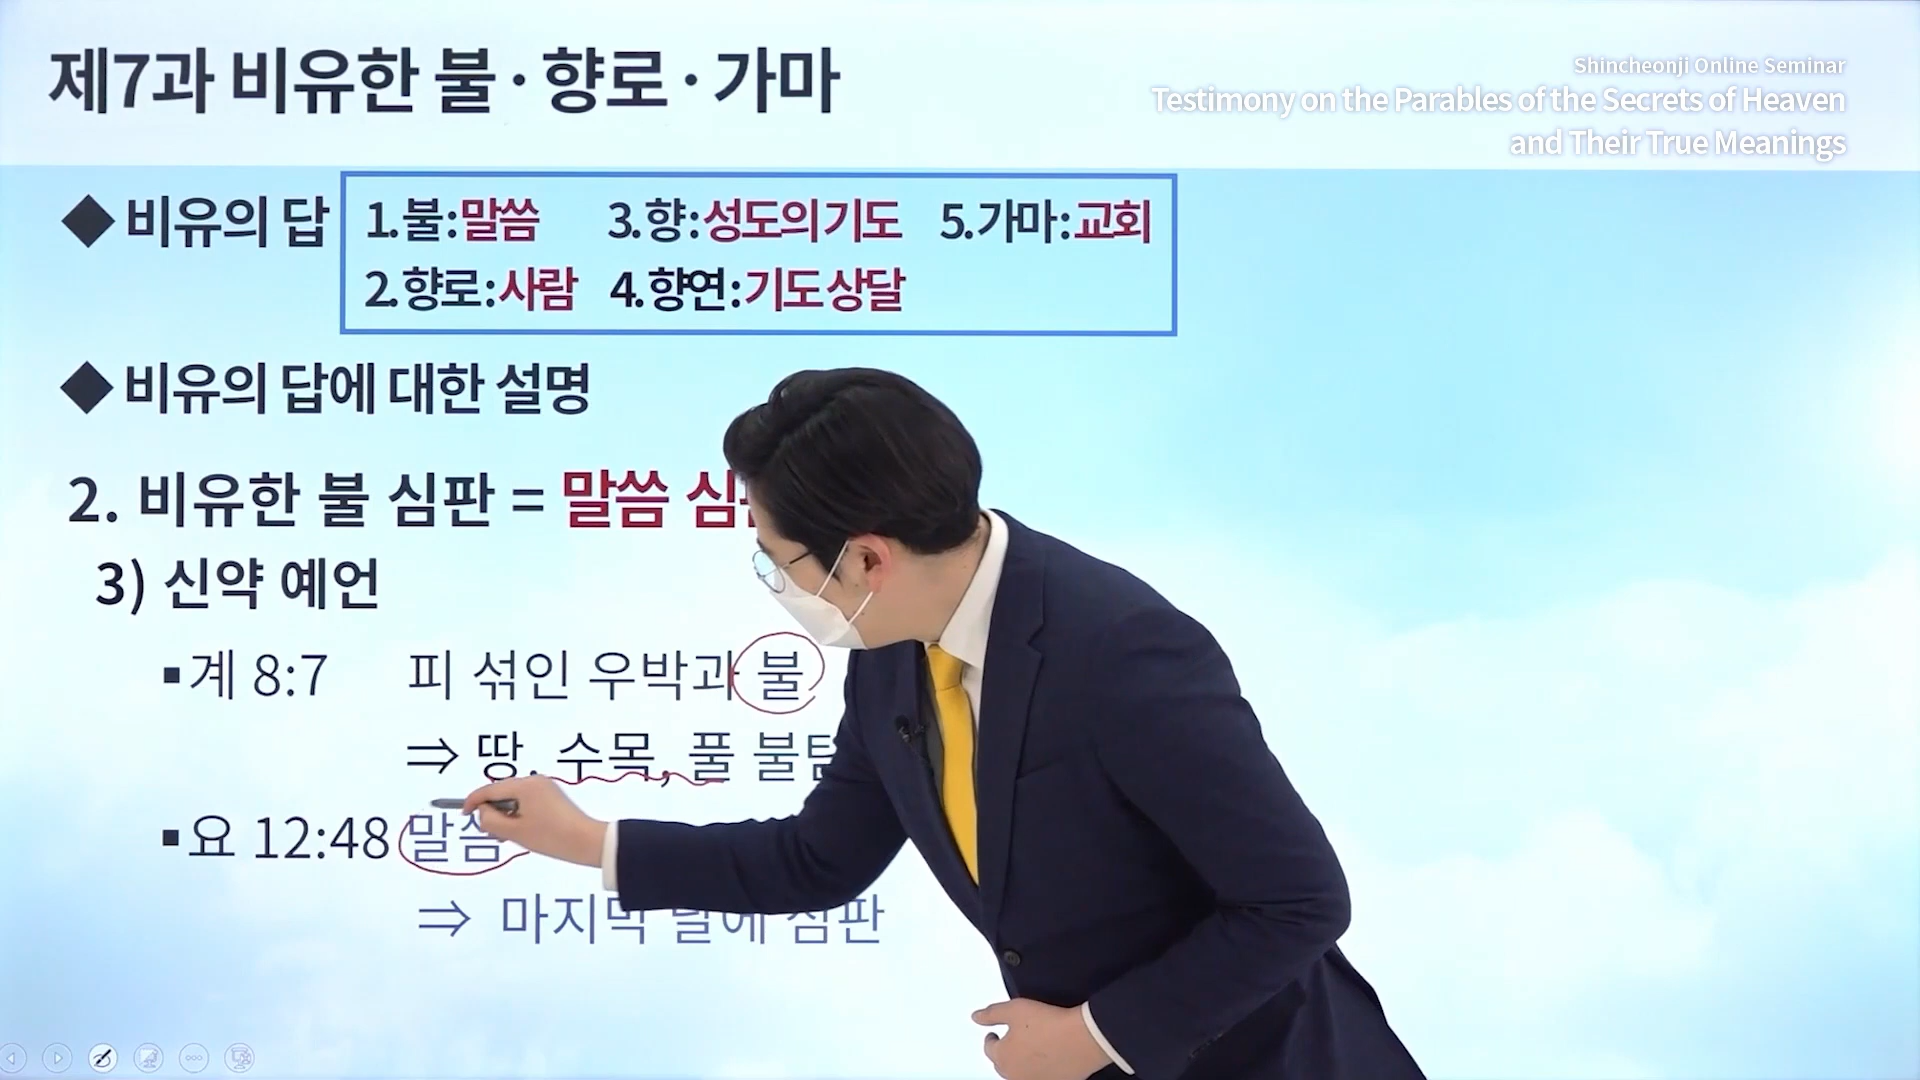 제7과 비유한 불·향로·가마
Shincheonji Online Seminar
Testimony on the Parables of the Secrets of Heaven
and Their True Meanings
◆ 비유의 답
1.불:말씀 3.향:성도의 기도 5.가마:교회
2.향로:사람 4.향연:기도 상달
◆ 비유의 답에 대한 설명
2. 비유한 불 심판 = 말씀
3) 신약 예언
▪계 8:7 피 섞인 우박과 불
⇒ 땅, 수목, 풀
▪요 12:48 말씀
⇒ 마지막 날에 심판